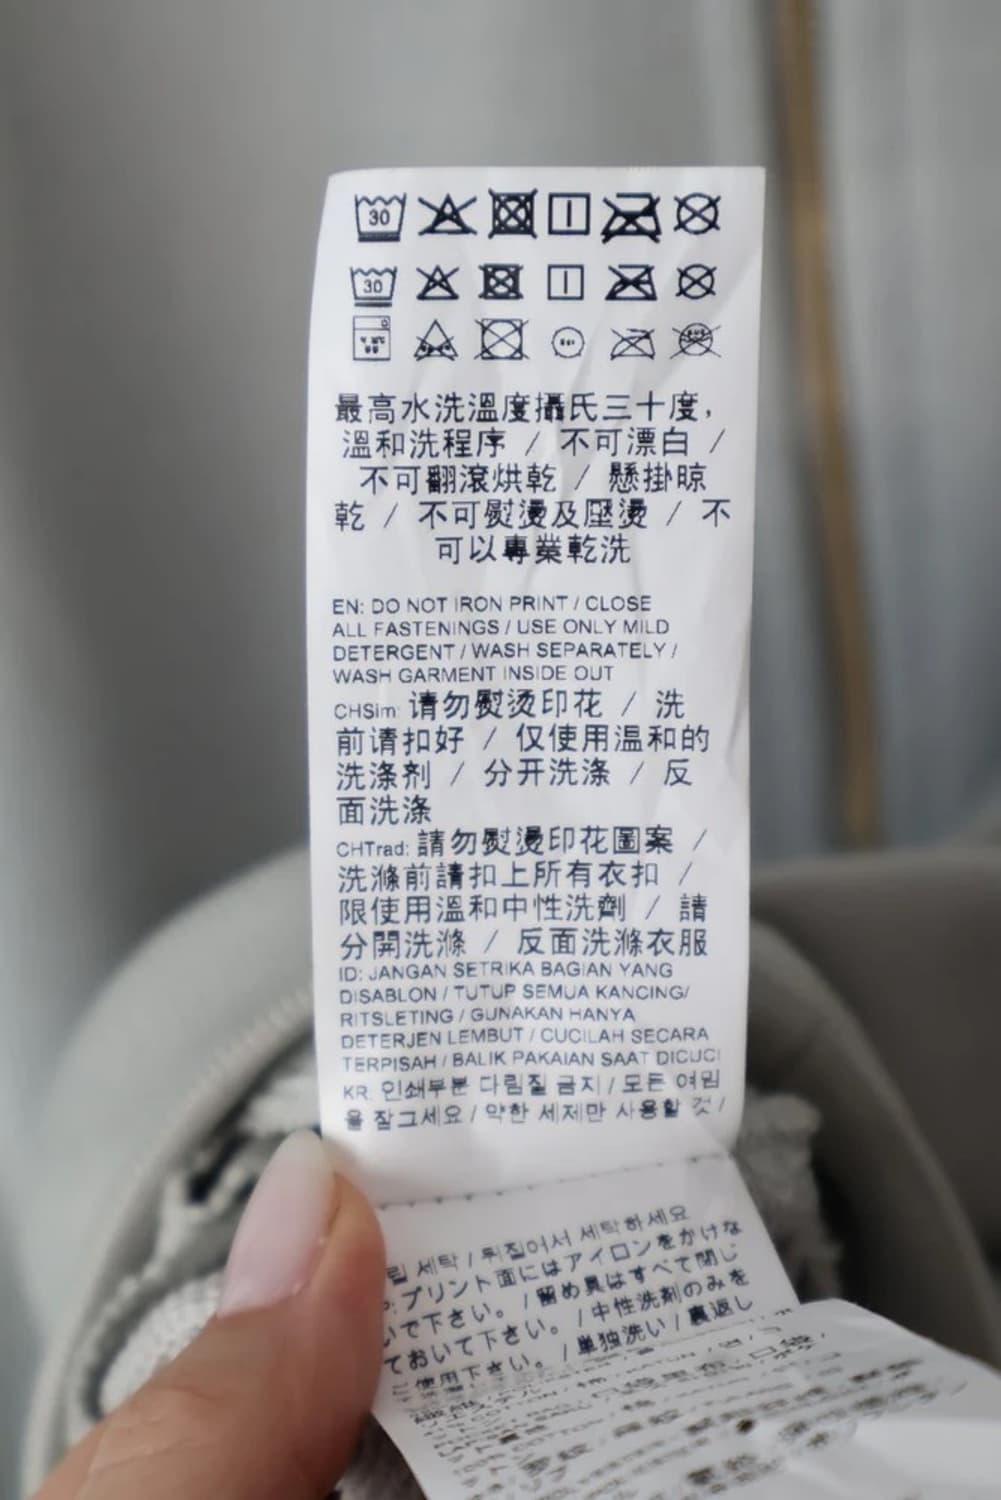 30
30
最高水洗溫度攝氏三十度，
溫和洗程序 / 不可漂白 /
不可翻滾烘乾 / 懸掛晾
乾 / 不可熨燙及壓燙 / 不
可以專業乾洗
EN: DO NOT IRON PRINT / CLOSE
ALL FASTENINGS / USE ONLY MILD
DETERGENT / WASH SEPARATELY /
WASH GARMENT INSIDE OUT
CHSim: 请勿熨烫印花 / 洗
前请扣好 / 仅使用温和的
洗涤剂 / 分开洗涤 / 反
面洗涤
CHTrad: 請勿熨燙印花圖案 /
洗滌前請扣上所有衣扣 /
限使用溫和中性洗劑 / 請
分開洗滌 / 反面洗滌衣服
ID: JANGAN SETRIKA BAGIAN YANG
DISABLON / TUTUP SEMUA KANCING/
RITSLETING / GUNAKAN HANYA
DETERJEN LEMBUT / CUCILAH SECARA
TERPISAH / BALIK PAKAIAN SAAT DICUCI
KR: 인쇄부분 다림질 금지 / 모든 여밈
을 잠그세요 / 약한 세제만 사용할 것 /
세탁 / 뒤집어서 세탁하세요
プリント面にはアイロンをかけな
いで下さい。 / 留め具はすべて閉じ
ておいて下さい。 / 中性洗剤のみを
ご使用下さい。 / 単独洗い / 裏返し